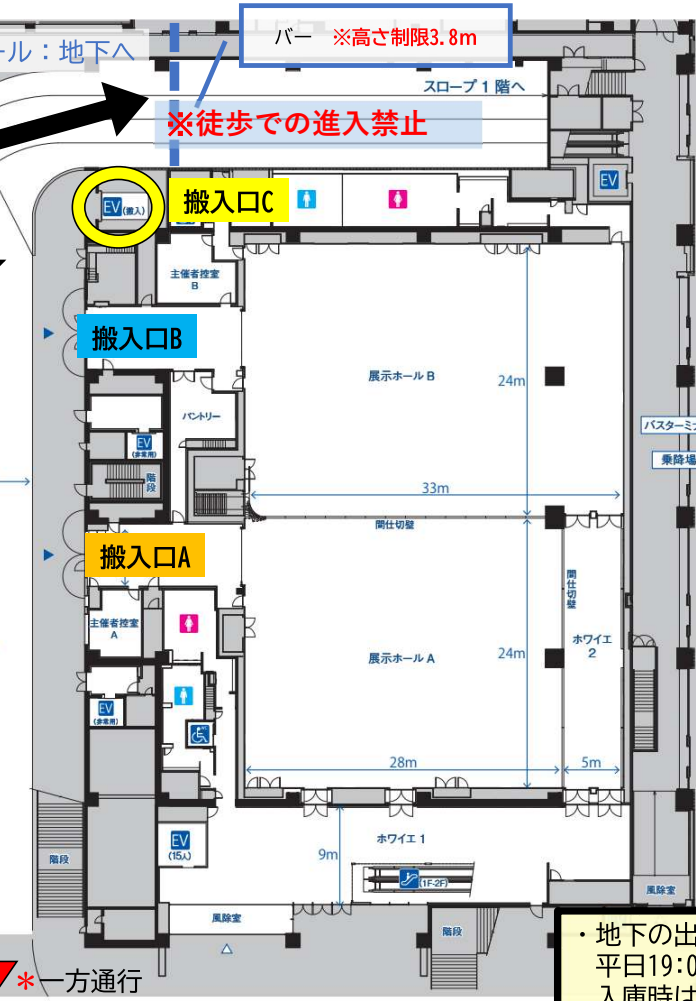 ール：地下へ
バー ※高さ制限3.8m
スロープ 1 階へ
※徒歩での進入禁止
EV
EV(搬入)
搬入口C
主催者控室
B
搬入口B
展示ホール B
24m
パントリー
バスターミナ
EV
(非常用)
乗降場
階段
33m
間仕切壁
搬入口A
間仕切壁
主催者控室
A
ホワイエ
2
展示ホール A
24m
EV
(非常用)
28m
5m
ホワイエ 1
EV
(15人)
9m
階段
(1F-2F)
風除室
風除室
階段
・地下の出
平日19:0
入庫時は
*一方通行